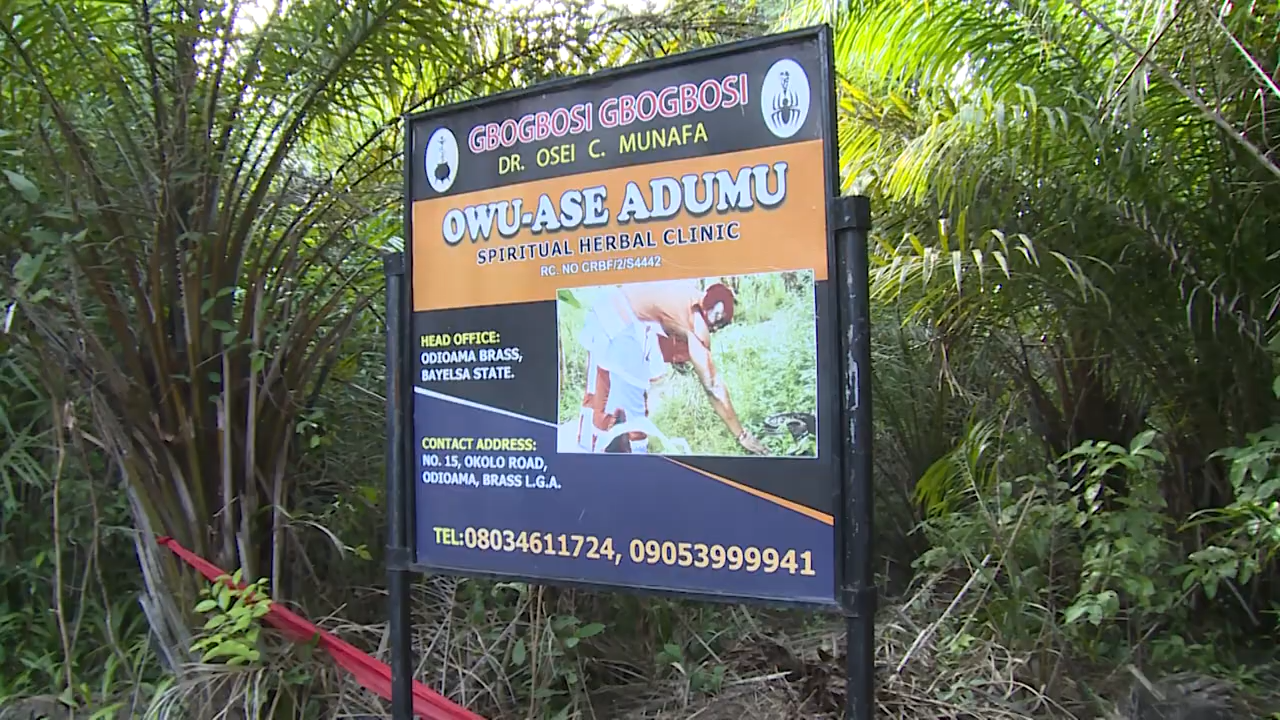 GBOGBOSI GBOGBOSI
DR. OSEI C. MUNAFA
OWU-ASE ADUMU
SPIRITUAL HERBAL CLINIC
RC. NO CRBF/2/S4442
HEAD OFFICE:
ODIOAMA BRASS,
BAYELSA STATE.
CONTACT ADDRESS:
NO. 15, OKOLO ROAD,
ODIOAMA, BRASS L.G.A.
TEL:08034611724, 09053999941